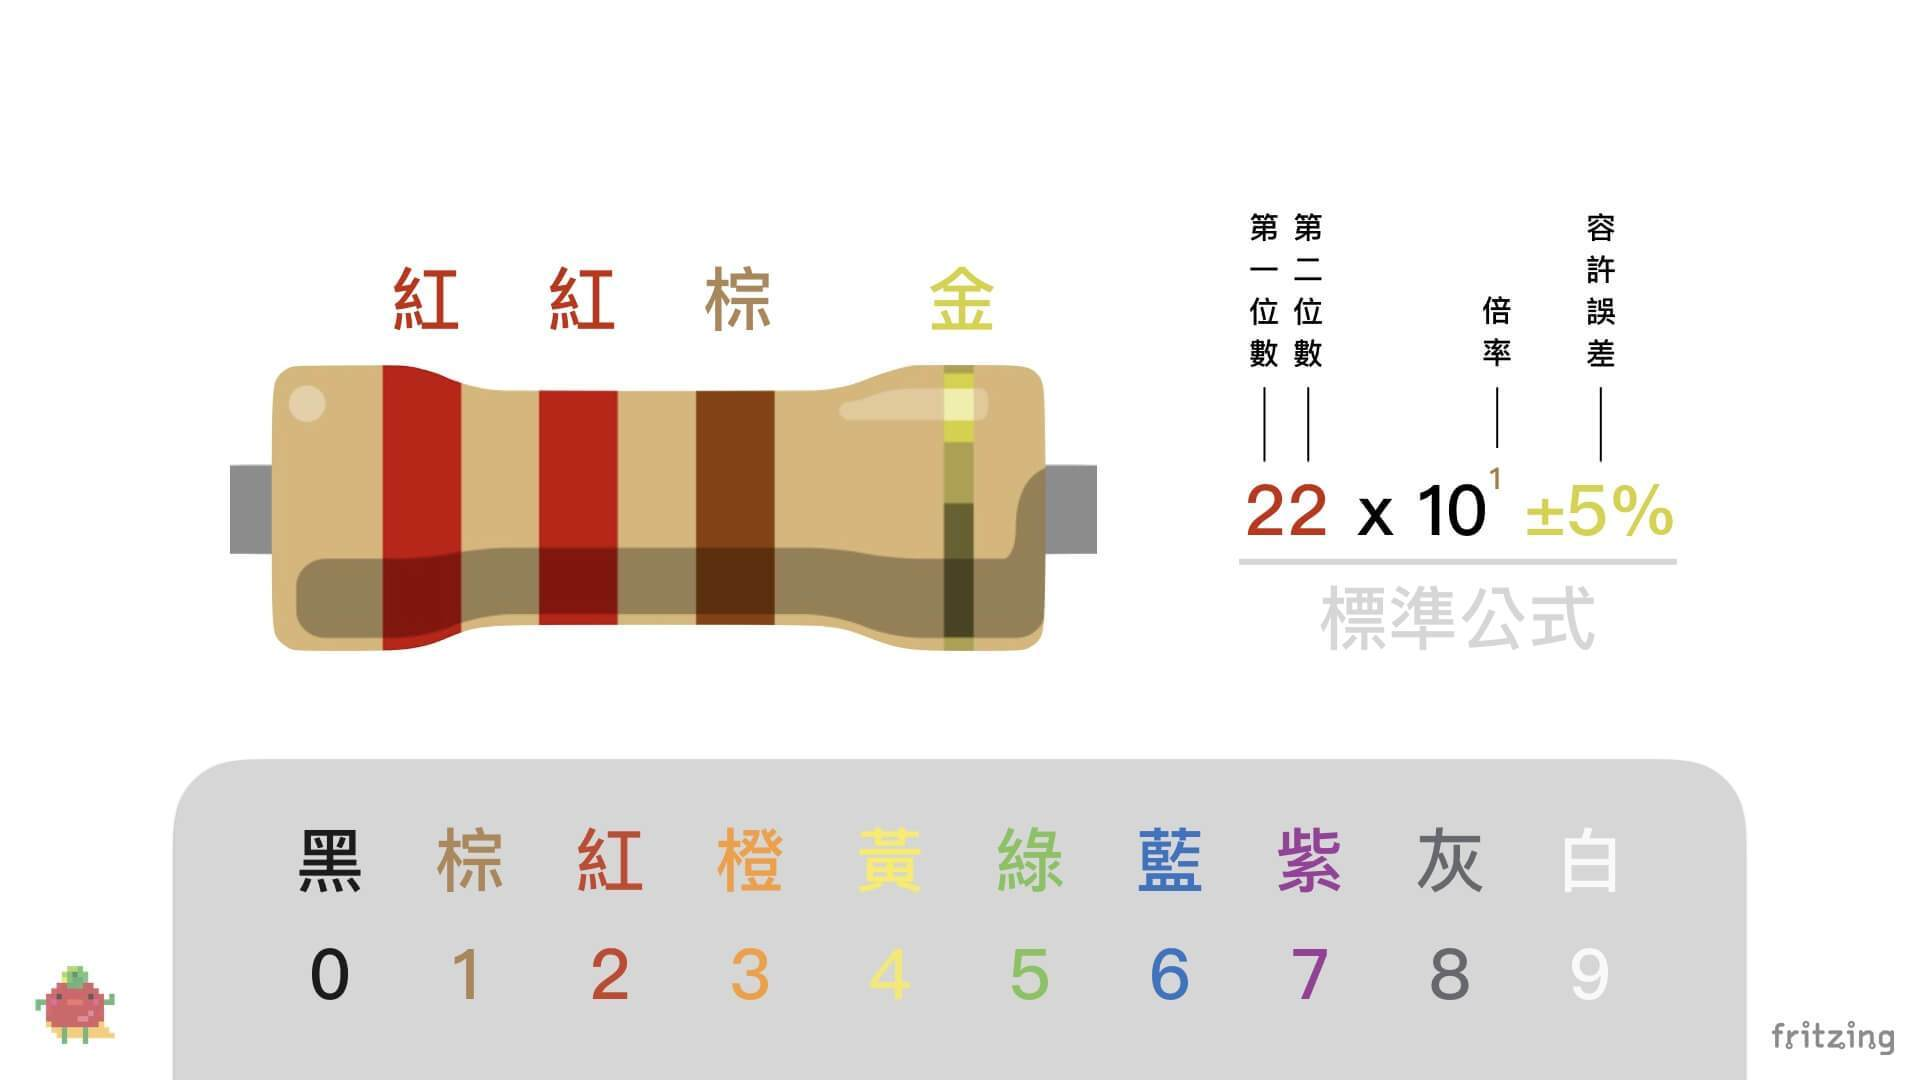 紅 紅 棕 金
第一位數
第二位數
倍率
容許誤差
22 x 10¹ ±5%
標準公式
黑 棕 紅 橙 黃 綠 藍 紫 灰 白
0 1 2 3 4 5 6 7 8 9
fritzing